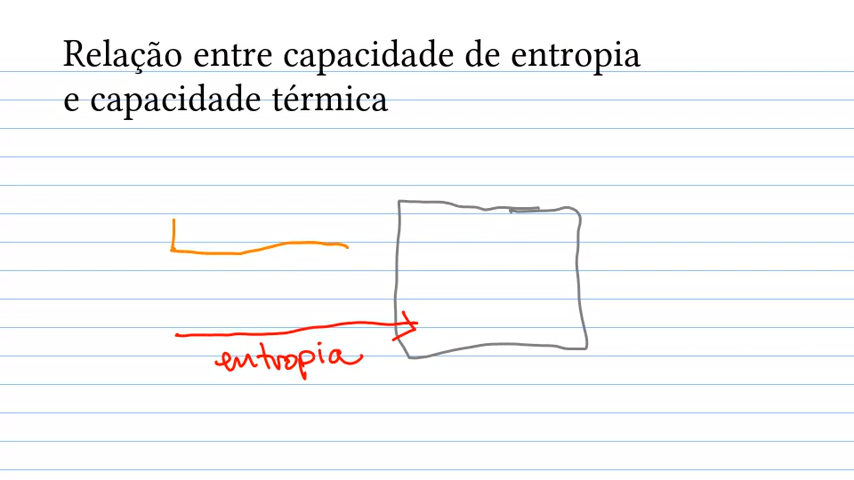 Relação entre capacidade de entropia
e capacidade térmica
entropia